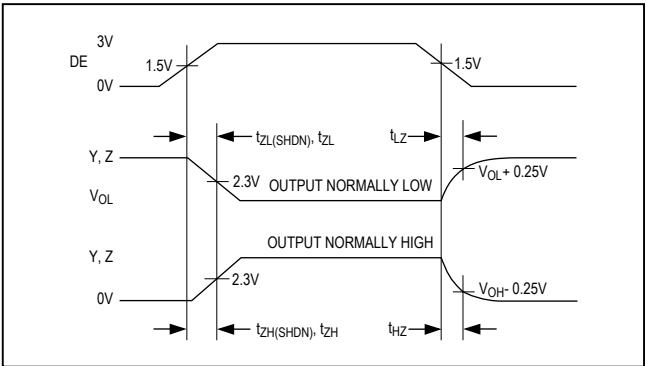 3V
DE
1.5V
1.5V
0V
tZL(SHDN), tZL
tLZ
Y, Z
2.3V
OUTPUT NORMALLY LOW
VOL+ 0.25V
VOL
OUTPUT NORMALLY HIGH
Y, Z
2.3V
VOH- 0.25V
0V
tZH(SHDN), tZH
tHZ